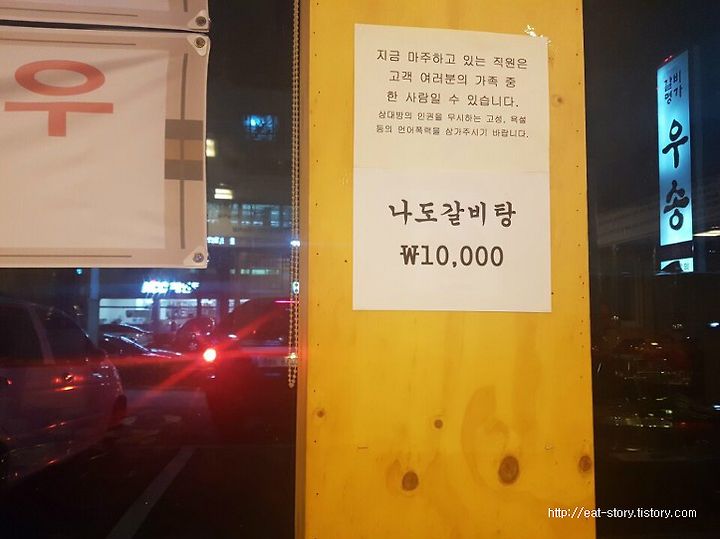 우
지금 마주하고 있는 직원은
고객 여러분의 가족 중
한 사람일 수 있습니다.
상대방의 인권을 무시하는 고성, 욕설
등의 언어폭력을 삼가주시기 바랍니다.
나도갈비탕
₩10,000
갈비
명가
우송
http://eat-story.tistory.com